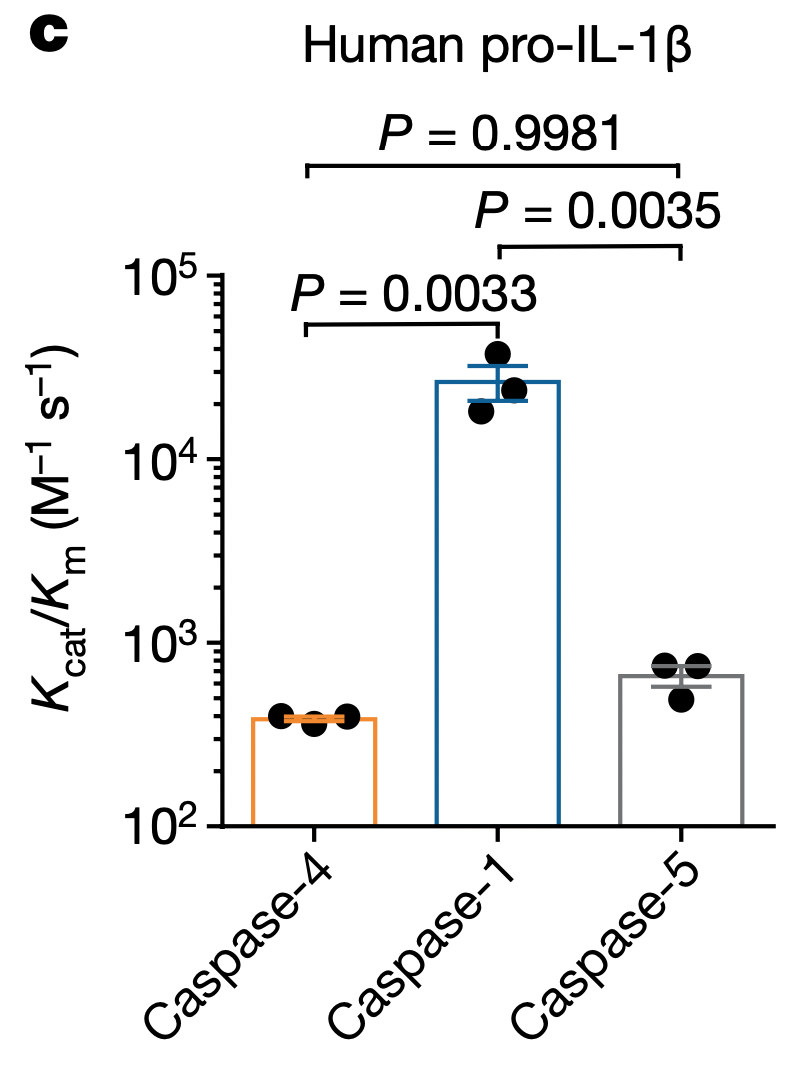 c
Human pro-IL-1β
P = 0.9981
P = 0.0035
P = 0.0033
10⁵
10⁴
10³
10²
Kcat/Km (M⁻¹ s⁻¹)
Caspase-4
Caspase-1
Caspase-5